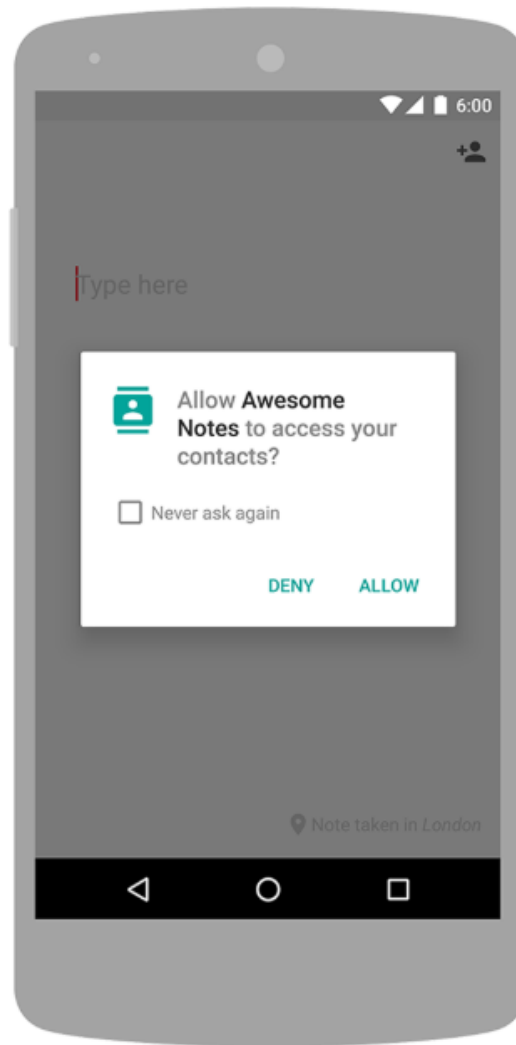 6:00
Type here
Allow Awesome
Notes to access your
contacts?
Never ask again
DENY ALLOW
Note taken in London